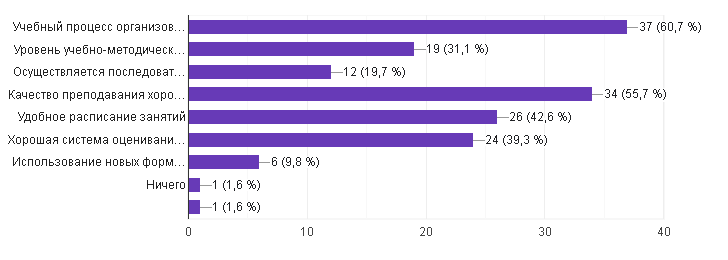 Учебный процесс организов… 37 (60,7 %)
Уровень учебно-методическ… 19 (31,1 %)
Осуществляется последоват… 12 (19,7 %)
Качество преподавания хоро… 34 (55,7 %)
Удобное расписание занятий 26 (42,6 %)
Хорошая система оценивани… 24 (39,3 %)
Использование новых форм… 6 (9,8 %)
Ничего 1 (1,6 %)
1 (1,6 %)
0 10 20 30 40